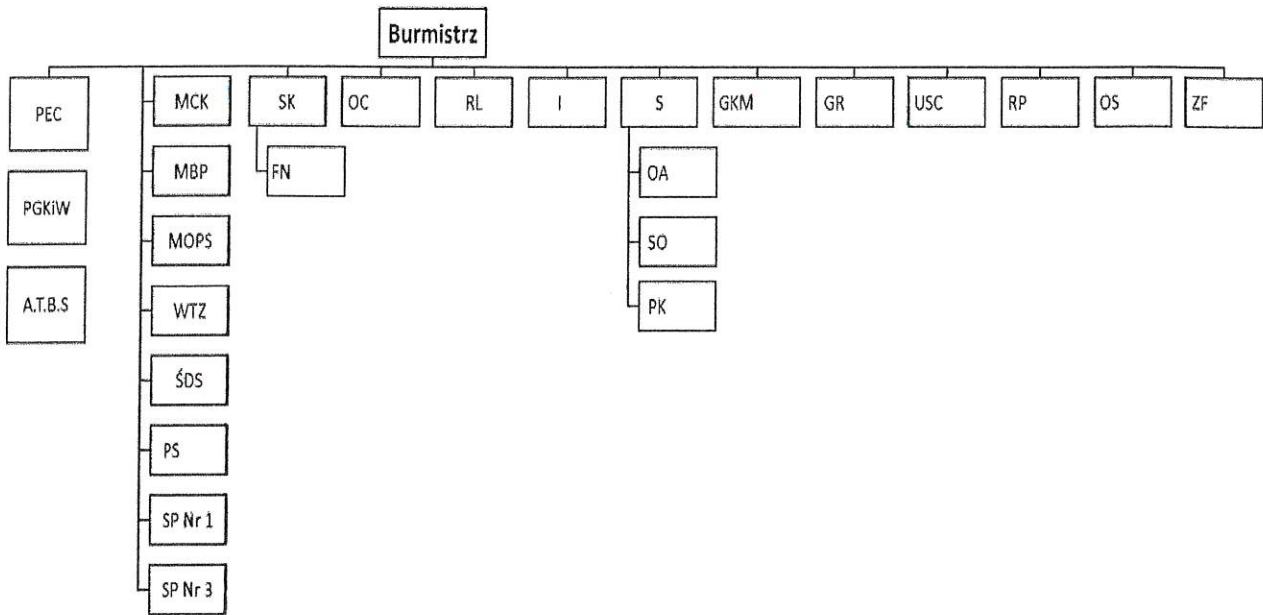 Burmistrz
PEC
MCK
SK
OC
RL
I
S
GKM
GR
USC
RP
OS
ZF
MBP
FN
OA
PGKiW
MOPS
SO
A.T.B.S
WTZ
PK
ŚDS
PS
SP Nr 1
SP Nr 3